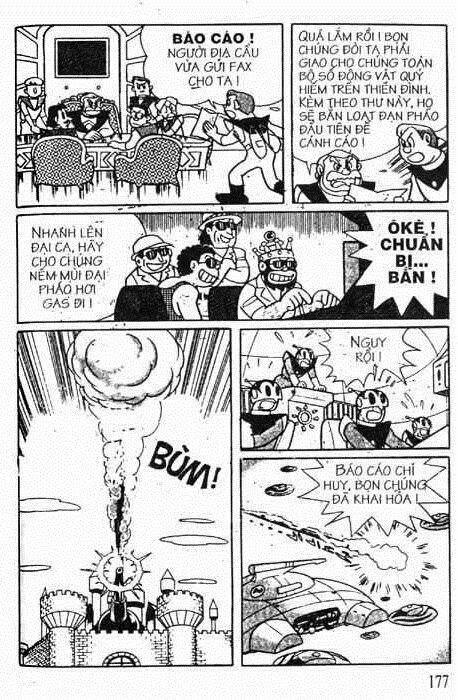 BÁO CÁO!
NGƯỜI ĐỊA CẦU
VỪA GỬI FAX
CHO TA!
QUÁ LẮM RỒI! BỌN
CHÚNG ĐÒI TA PHẢI
GIAO CHO CHÚNG TOÀN
BỘ SỐ ĐỘNG VẬT QUÝ
HIẾM TRÊN THIÊN ĐÌNH.
KÈM THEO THƯ NÀY, HỌ
SẼ BẮN LOẠT ĐẠN PHÁO
ĐẦU TIÊN ĐỂ
CẢNH CÁO!
NHANH LÊN
ĐẠI CA, HÃY
CHO CHÚNG
NẾM MÙI ĐẠI
PHÁO HƠI
GAS ĐI!
ÔKÊ!
CHUẨN
BỊ...
BẮN!
BÙM!
NGUY
RỒI!
BÁO CÁO CHỈ
HUY, BỌN CHÚNG
ĐÃ KHAI HỎA!
177